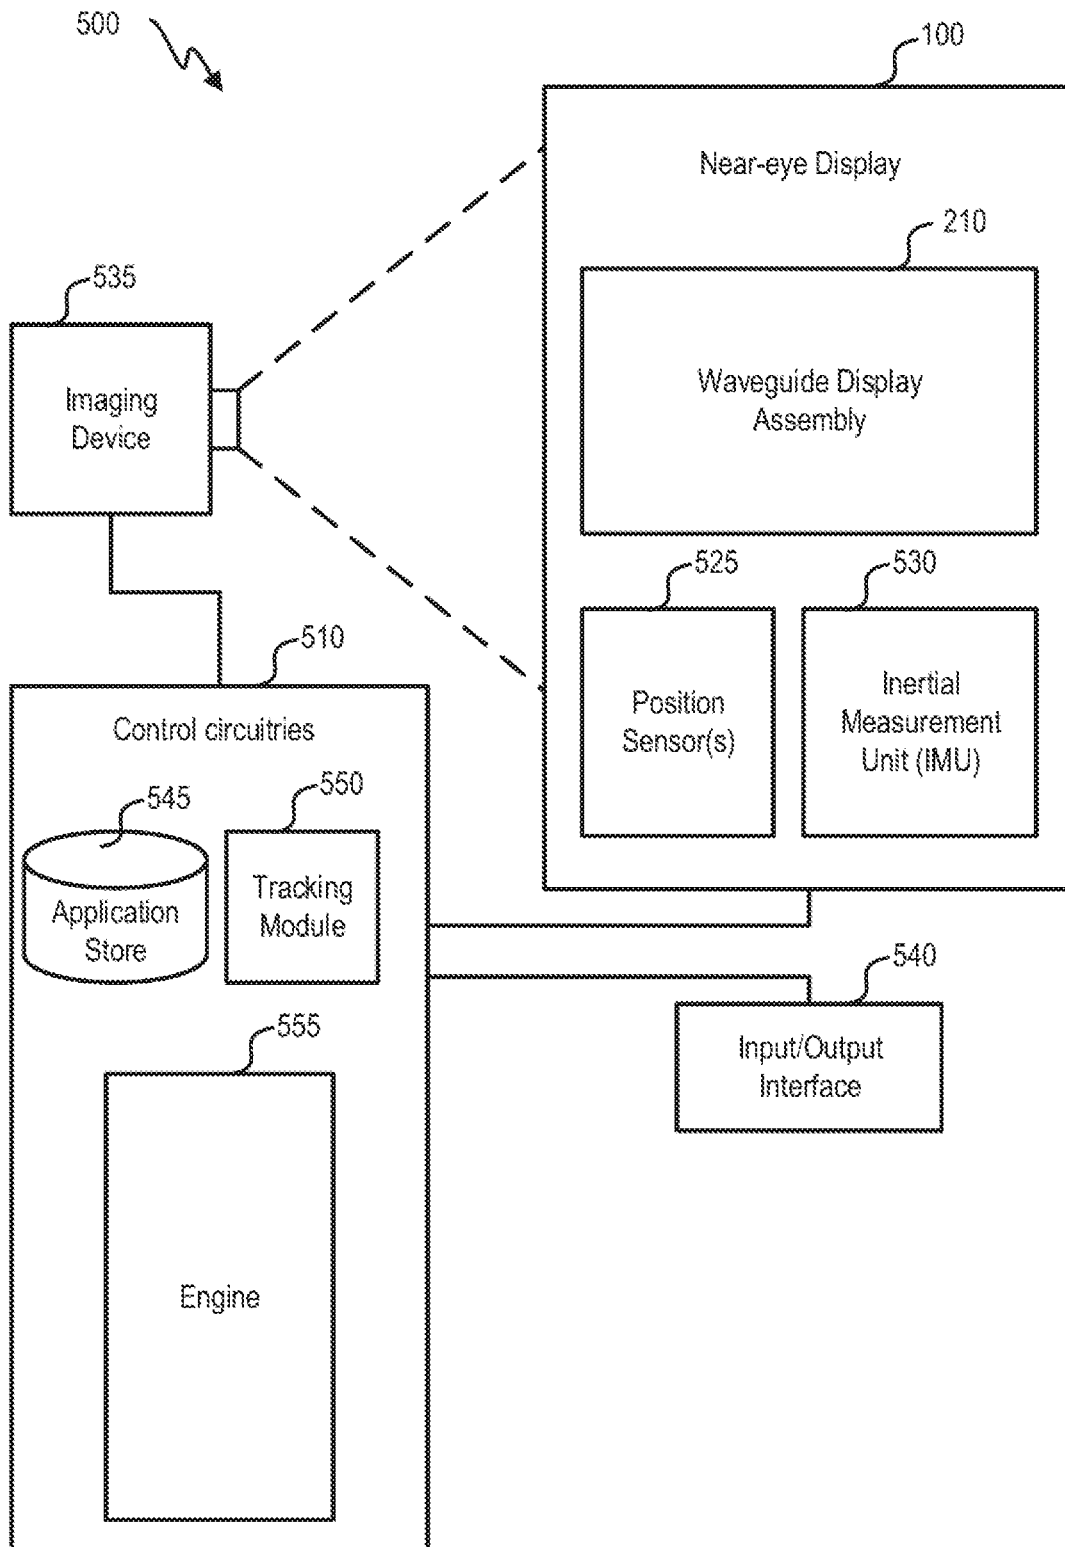 500
100
Near-eye Display
210
Waveguide Display
Assembly
535
Imaging
Device
525
530
Position
Sensor(s)
Inertial
Measurement
Unit (IMU)
510
Control circuitries
545
550
Application
Store
Tracking
Module
540
Input/Output
Interface
555
Engine